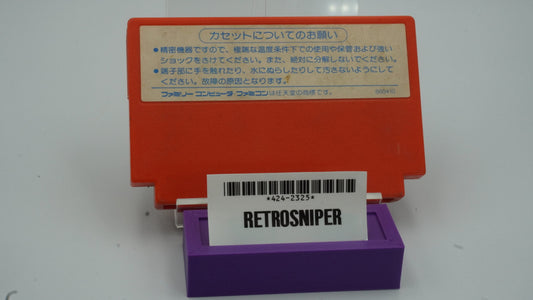 カセットについてのお願い
●精密機器ですので、極端な温度条件下での使用や保管および強い
ショックをさけてください。また、絶対に分解しないでください。
●端子部に手を触れたり、水にぬらしたりして汚さないようにして
ください。故障の原因となります。
ファミリーコンピュータ・ファミコンは任天堂の商標です。
*424-2325*
RETROSNIPER